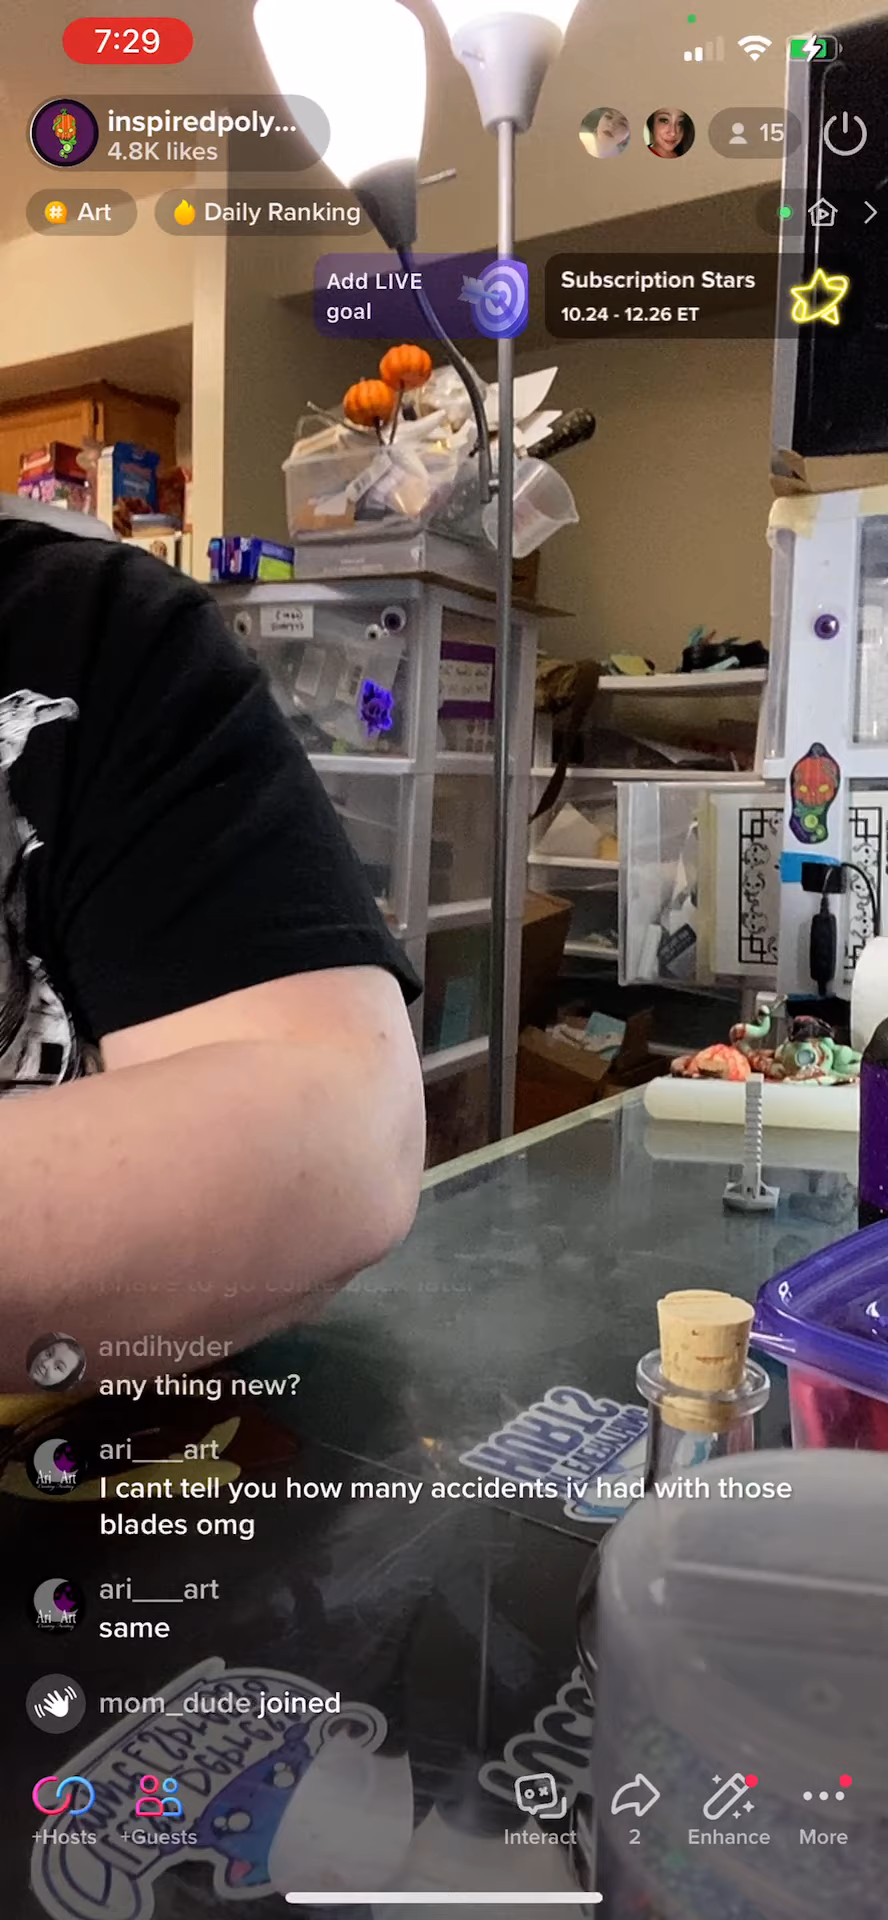 7:29
inspiredpoly...
4.8K likes
15
Art
Daily Ranking
Add LIVE
goal
Subscription Stars
10.24 - 12.26 ET
andihyder
any thing new?
ari___art
I cant tell you how many accidents iv had with those
blades omg
ari___art
same
mom_dude joined
+Hosts
+Guests
Interact
2
Enhance
More